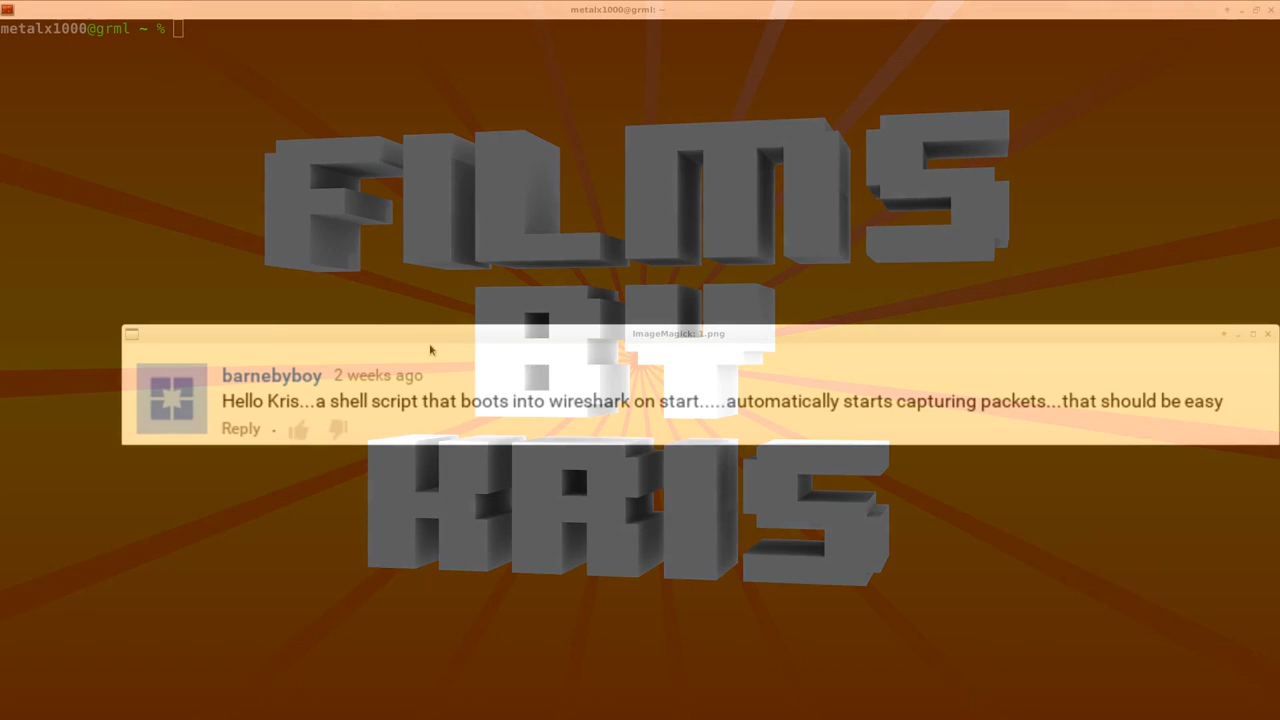 metalx1000@grml: ~
metalx1000@grml ~ %
FILMS
BY
ImageMagick: 1.png
barnebyboy 2 weeks ago
Hello Kris...a shell script that boots into wireshark on start.....automatically starts capturing packets...that should be easy
Reply .
KRIS